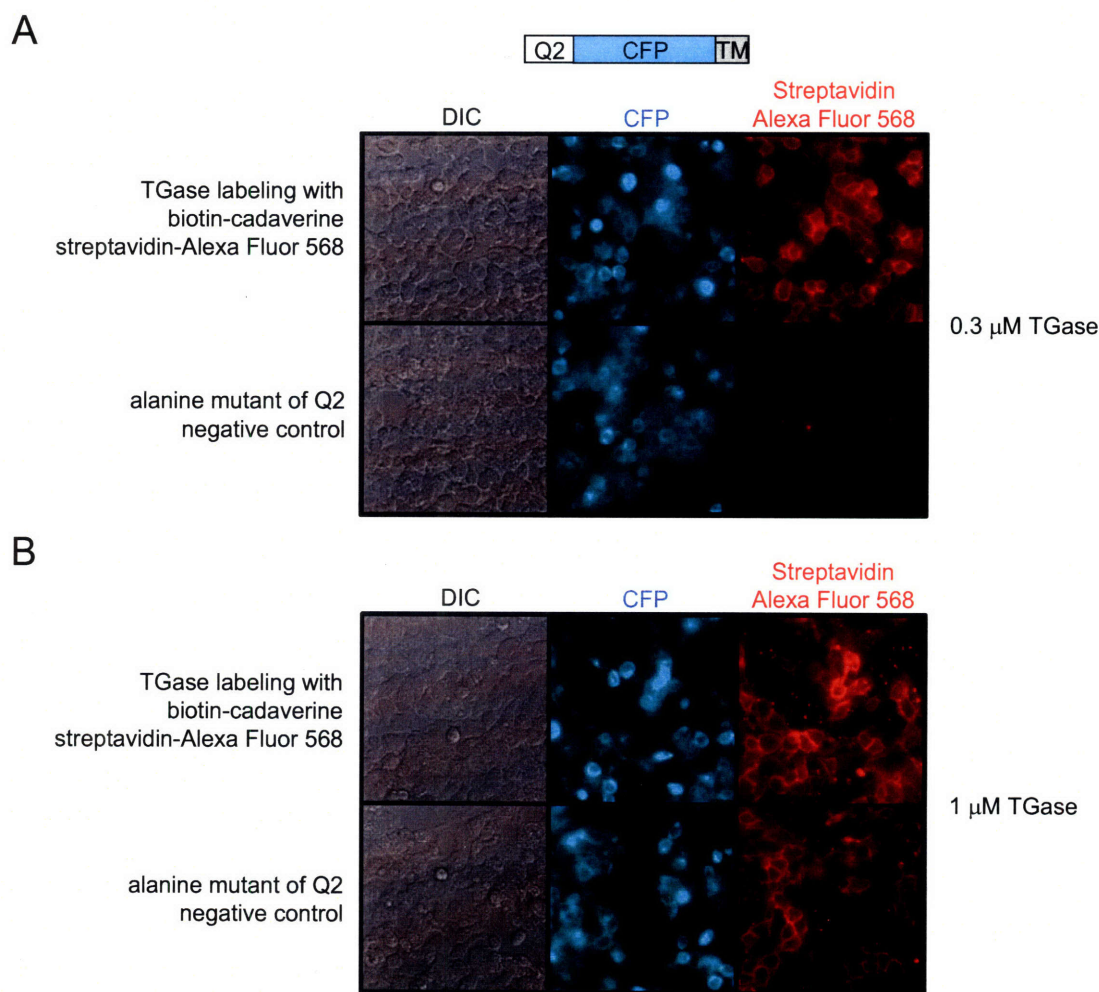 A
Q2 CFP TM
DIC CFP Streptavidin
Alexa Fluor 568
TGase labeling with
biotin-cadaverine
streptavidin-Alexa Fluor 568
0.3 μM TGase
alanine mutant of Q2
negative control
B
DIC CFP Streptavidin
Alexa Fluor 568
TGase labeling with
biotin-cadaverine
streptavidin-Alexa Fluor 568
1 μM TGase
alanine mutant of Q2
negative control